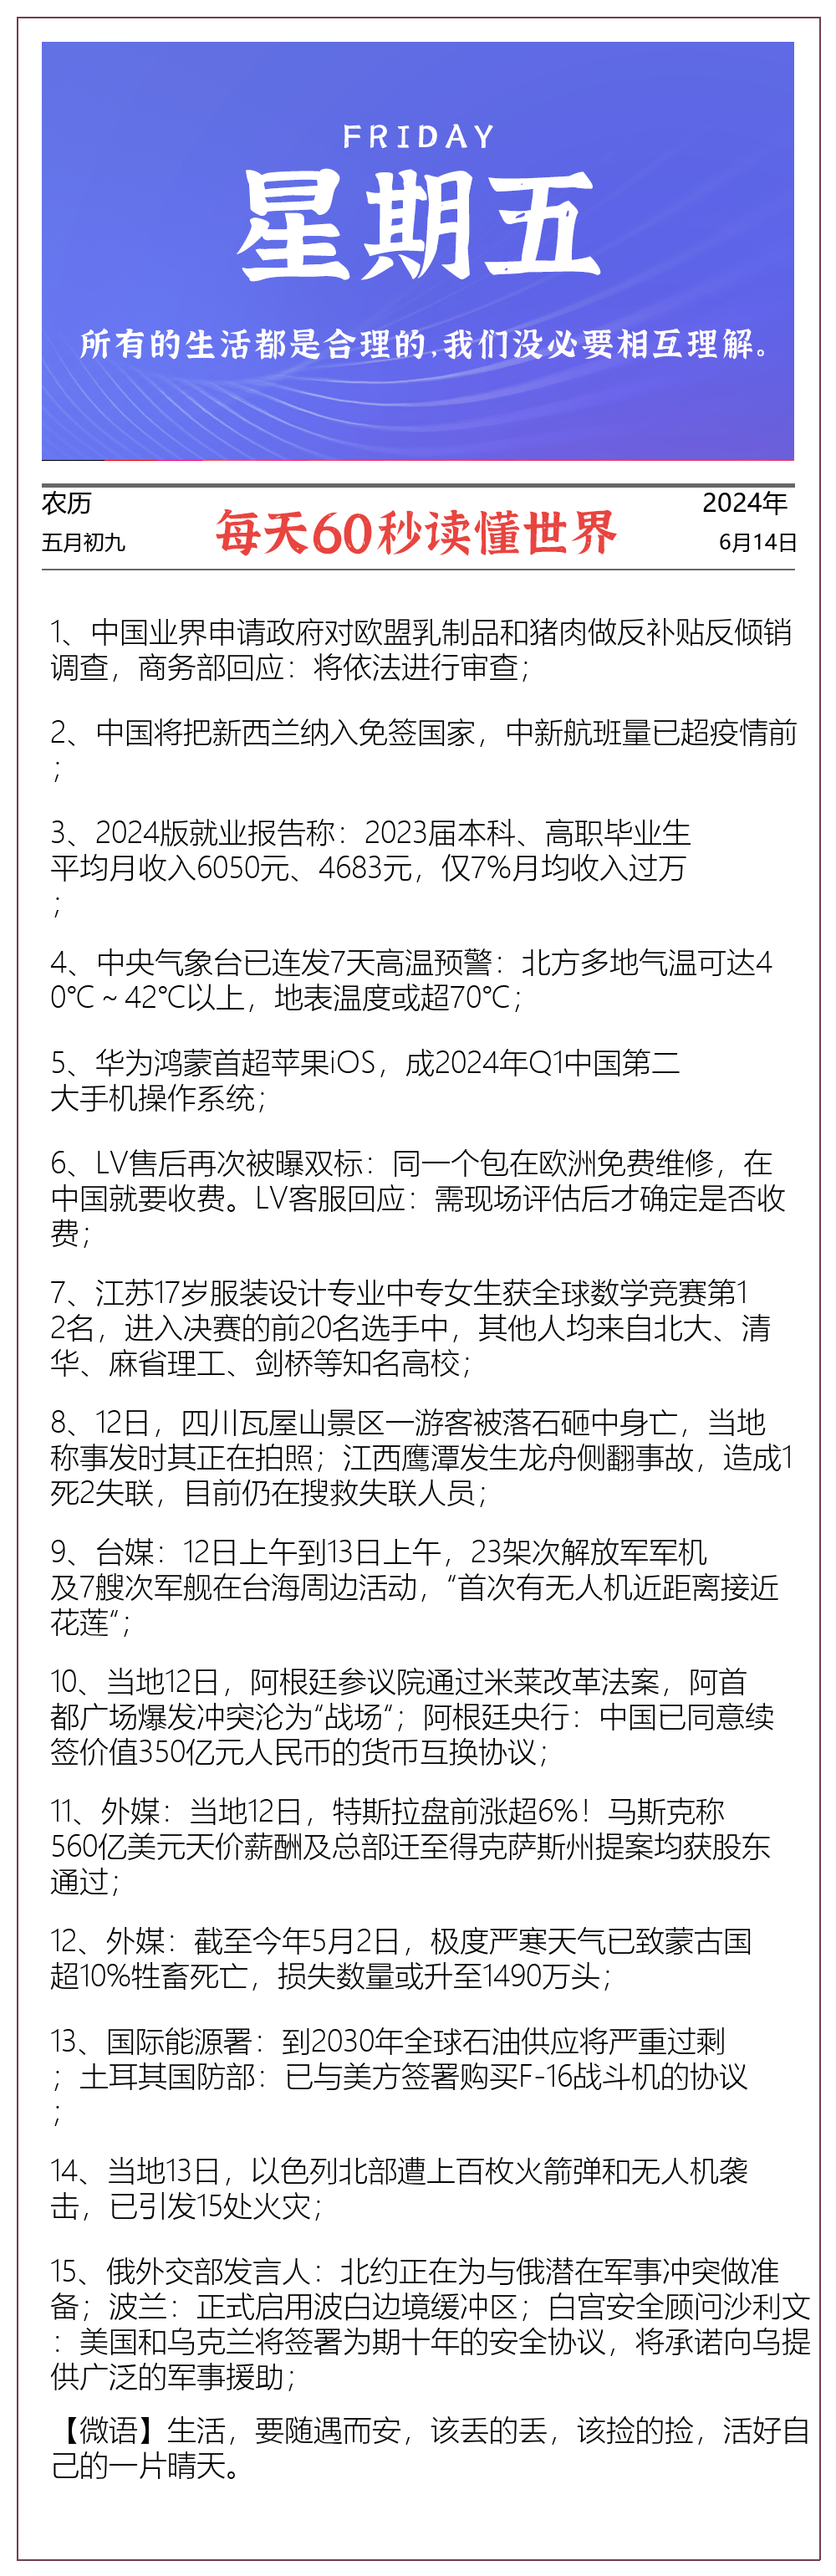 FRIDAY
星期五
所有的生活都是合理的,我们没必要相互理解。
农历
2024年
每天60秒读懂世界
五月初九
6月14日
1、中国业界申请政府对欧盟乳制品和猪肉做反补贴反倾销
调查，商务部回应：将依法进行审查；
2、中国将把新西兰纳入免签国家，中新航班量已超疫情前
；
3、2024版就业报告称：2023届本科、高职毕业生
平均月收入6050元、4683元，仅7%月均收入过万
；
4、中央气象台已连发7天高温预警：北方多地气温可达4
0℃～42℃以上，地表温度或超70℃；
5、华为鸿蒙首超苹果iOS，成2024年Q1中国第二
大手机操作系统；
6、LV售后再次被曝双标：同一个包在欧洲免费维修，在
中国就要收费。LV客服回应：需现场评估后才确定是否收
费；
7、江苏17岁服装设计专业中专女生获全球数学竞赛第1
2名，进入决赛的前20名选手中，其他人均来自北大、清
华、麻省理工、剑桥等知名高校；
8、12日，四川瓦屋山景区一游客被落石砸中身亡，当地
称事发时其正在拍照；江西鹰潭发生龙舟侧翻事故，造成1
死2失联，目前仍在搜救失联人员；
9、台媒：12日上午到13日上午，23架次解放军军机
及7艘次军舰在台海周边活动，“首次有无人机近距离接近
花莲“；
10、当地12日，阿根廷参议院通过米莱改革法案，阿首
都广场爆发冲突沦为“战场“；阿根廷央行：中国已同意续
签价值350亿元人民币的货币互换协议；
11、外媒：当地12日，特斯拉盘前涨超6%！马斯克称
560亿美元天价薪酬及总部迁至得克萨斯州提案均获股东
通过；
12、外媒：截至今年5月2日，极度严寒天气已致蒙古国
超10%牲畜死亡，损失数量或升至1490万头；
13、国际能源署：到2030年全球石油供应将严重过剩
；土耳其国防部：已与美方签署购买F-16战斗机的协议
；
14、当地13日，以色列北部遭上百枚火箭弹和无人机袭
击，已引发15处火灾；
15、俄外交部发言人：北约正在为与俄潜在军事冲突做准
备；波兰：正式启用波白边境缓冲区；白宫安全顾问沙利文
：美国和乌克兰将签署为期十年的安全协议，将承诺向乌提
供广泛的军事援助；
【微语】生活，要随遇而安，该丢的丢，该捡的捡，活好自
己的一片晴天。